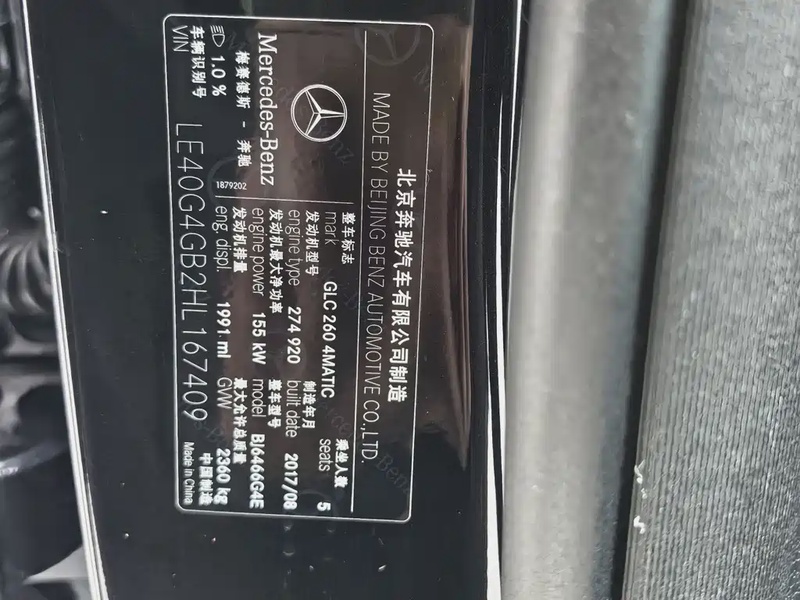 北京奔驰汽车有限公司制造
MADE BY BEIJING BENZ AUTOMOTIVE CO.,LTD.
Mercedes-Benz
梅赛德斯 - 奔驰
1879202
1.0 %
整车标志
mark GLC 260 4MATIC
乘坐人数
seats 5
发动机型号
engine type 274 920
制造年月
built date 2017/08
发动机最大净功率
engine power 155 kW
整车型号
model BJ6466G4E
发动机排量
eng. displ. 1991 ml
最大允许总质量
GVW 2360 kg
车辆识别号
VIN LE40G4GB2HL167409
中国制造
Made in China